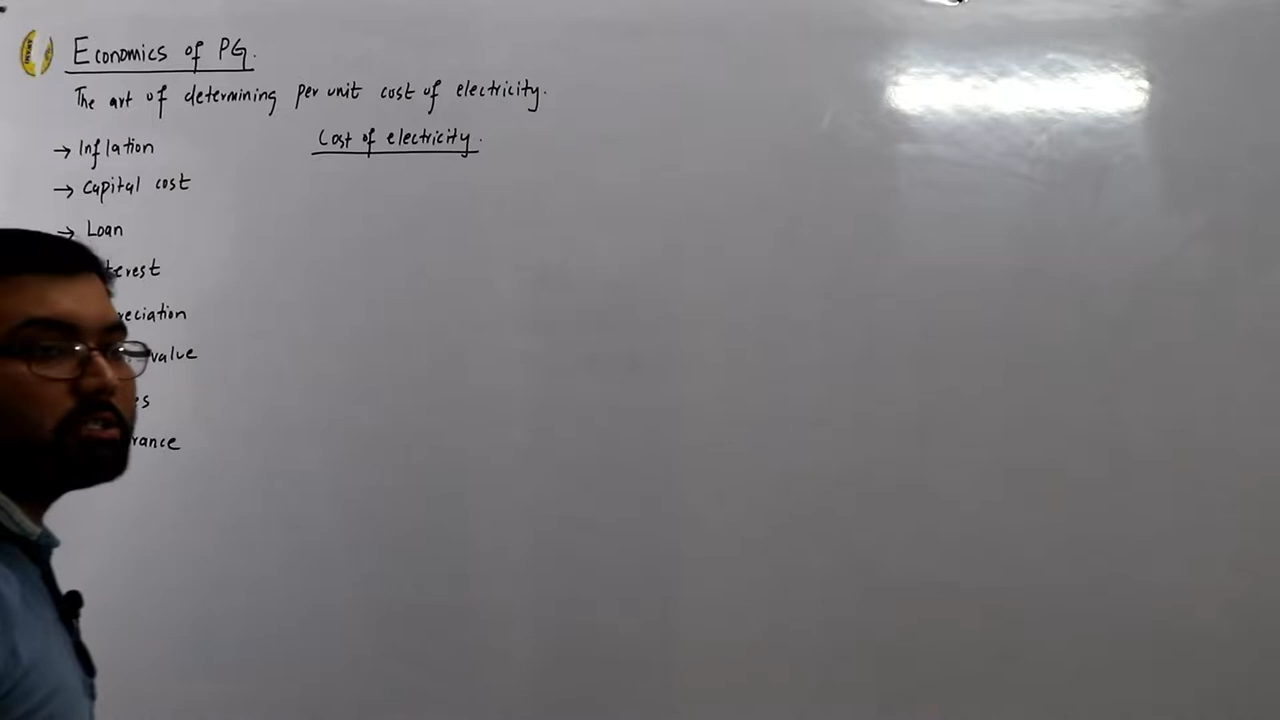 Economics of PG.
The art of determining per unit cost of electricity.
→ Inflation
Cost of electricity.
→ Capital cost
→ Loan
terest
reciation
value
es
rance